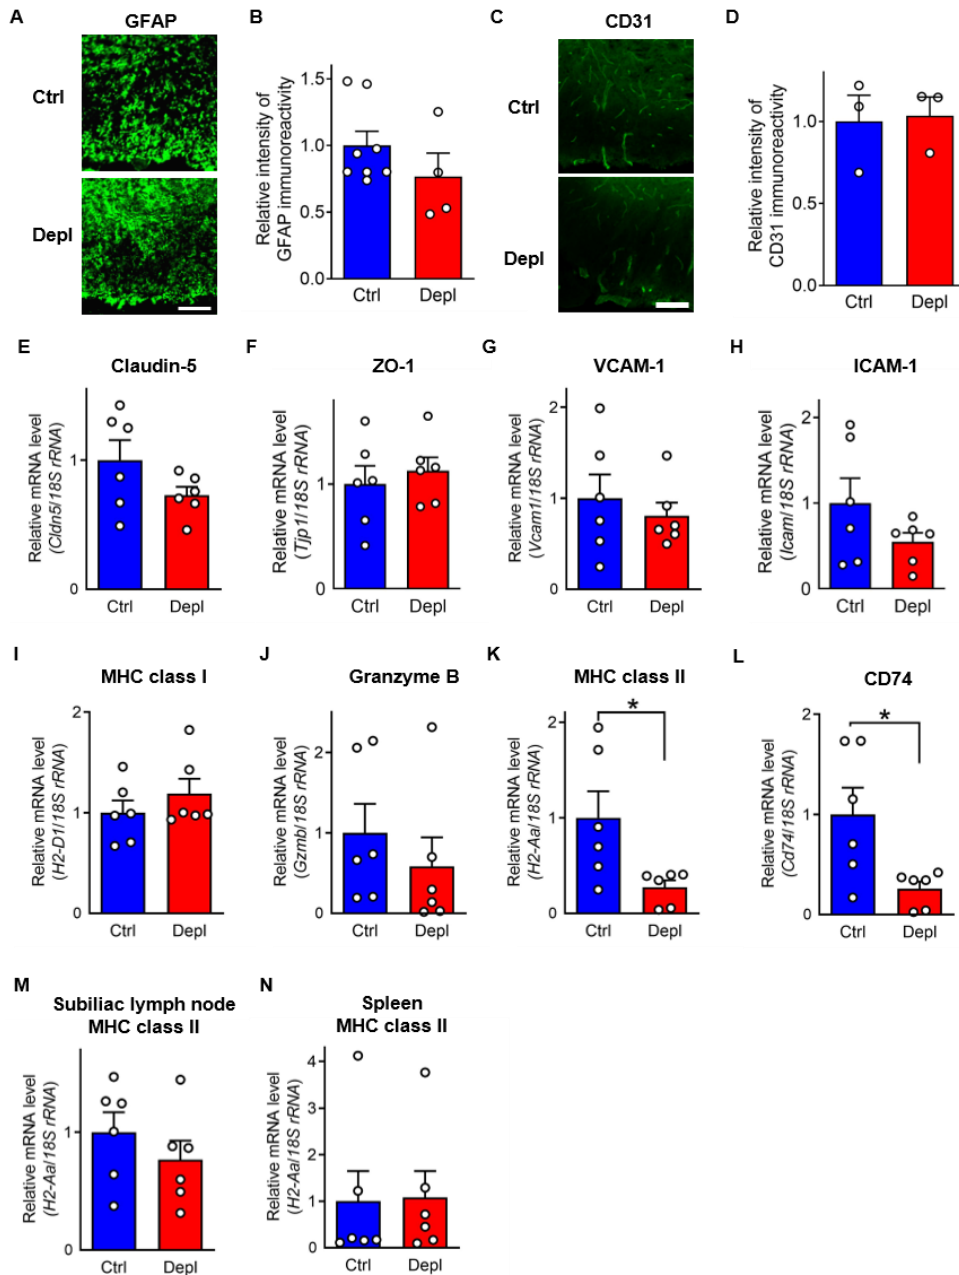 A
GFAP
Ctrl
Depl
B
Relative intensity of
GFAP immunoreactivity
1.5
1.0
0.5
0.0
Ctrl
Depl
C
CD31
Ctrl
Depl
D
Relative intensity of
CD31 immunoreactivity
1.0
0.5
0.0
Ctrl
Depl
E
Claudin-5
Relative mRNA level
(Cldn5/18S rRNA)
1
0
Ctrl
Depl
F
ZO-1
Relative mRNA level
(Tjp1/18S rRNA)
1
0
Ctrl
Depl
G
VCAM-1
Relative mRNA level
(Vcam1/18S rRNA)
2
1
0
Ctrl
Depl
H
ICAM-1
Relative mRNA level
(Icam/18S rRNA)
2
1
0
Ctrl
Depl
I
MHC class I
Relative mRNA level
(H2-D1/18S rRNA)
2
1
0
Ctrl
Depl
J
Granzyme B
Relative mRNA level
(Gzmb/18S rRNA)
2
1
0
Ctrl
Depl
K
MHC class II
Relative mRNA level
(H2-Aa/18S rRNA)
2
1
0
*
Ctrl
Depl
L
CD74
Relative mRNA level
(Cd74/18S rRNA)
2
1
0
*
Ctrl
Depl
M
Subiliac lymph node
MHC class II
Relative mRNA level
(H2-Aa/18S rRNA)
1
0
Ctrl
Depl
N
Spleen
MHC class II
Relative mRNA level
(H2-Aa/18S rRNA)
4
3
2
1
0
Ctrl
Depl